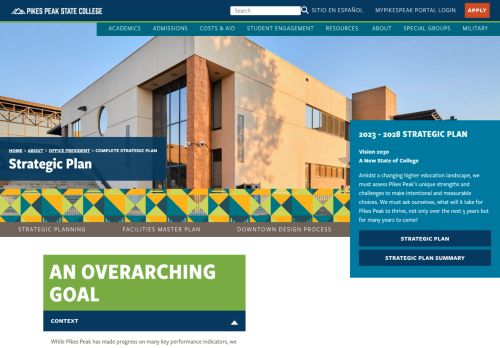 PIKES PEAK STATE COLLEGE
Search
SITIO EN ESPAÑOL
MYPIKESPEAK PORTAL LOGIN
APPLY
ACADEMICS ADMISSIONS COSTS & AID STUDENT ENGAGEMENT RESOURCES ABOUT SPECIAL GROUPS MILITARY
HOME > ABOUT > OFFICE PRESIDENT > COMPLETE STRATEGIC PLAN
Strategic Plan
2023 - 2028 STRATEGIC PLAN
Vision 2030
A New State of College
Amidst a changing higher education landscape, we
must assess Pikes Peak's unique strengths and
challenges to make intentional and measurable
choices. We must ask ourselves, what will it take for
Pikes Peak to thrive, not only over the next 5 years but
for many years to come?
STRATEGIC PLAN
STRATEGIC PLAN SUMMARY
STRATEGIC PLANNING FACILITIES MASTER PLAN DOWNTOWN DESIGN PROCESS
AN OVERARCHING
GOAL
CONTEXT
While Pikes Peak has made progress on many key performance indicators, we